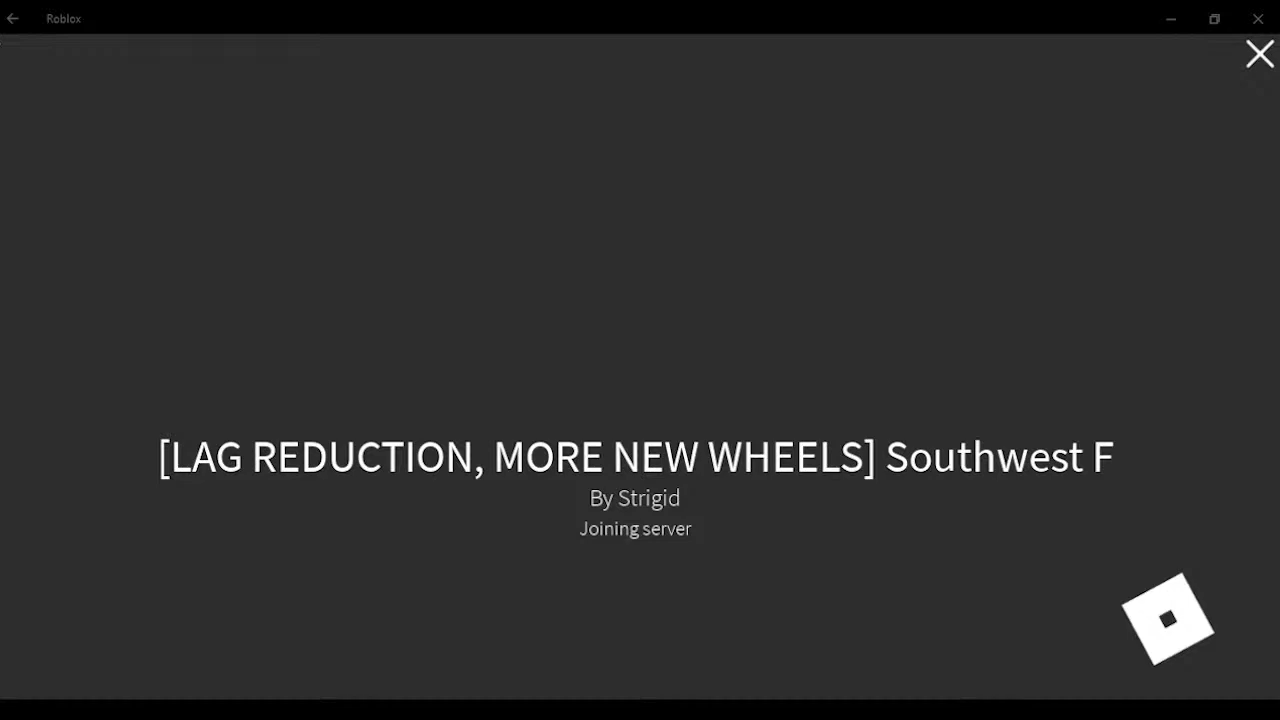 Roblox
[LAG REDUCTION, MORE NEW WHEELS] Southwest F
By Strigid
Joining server